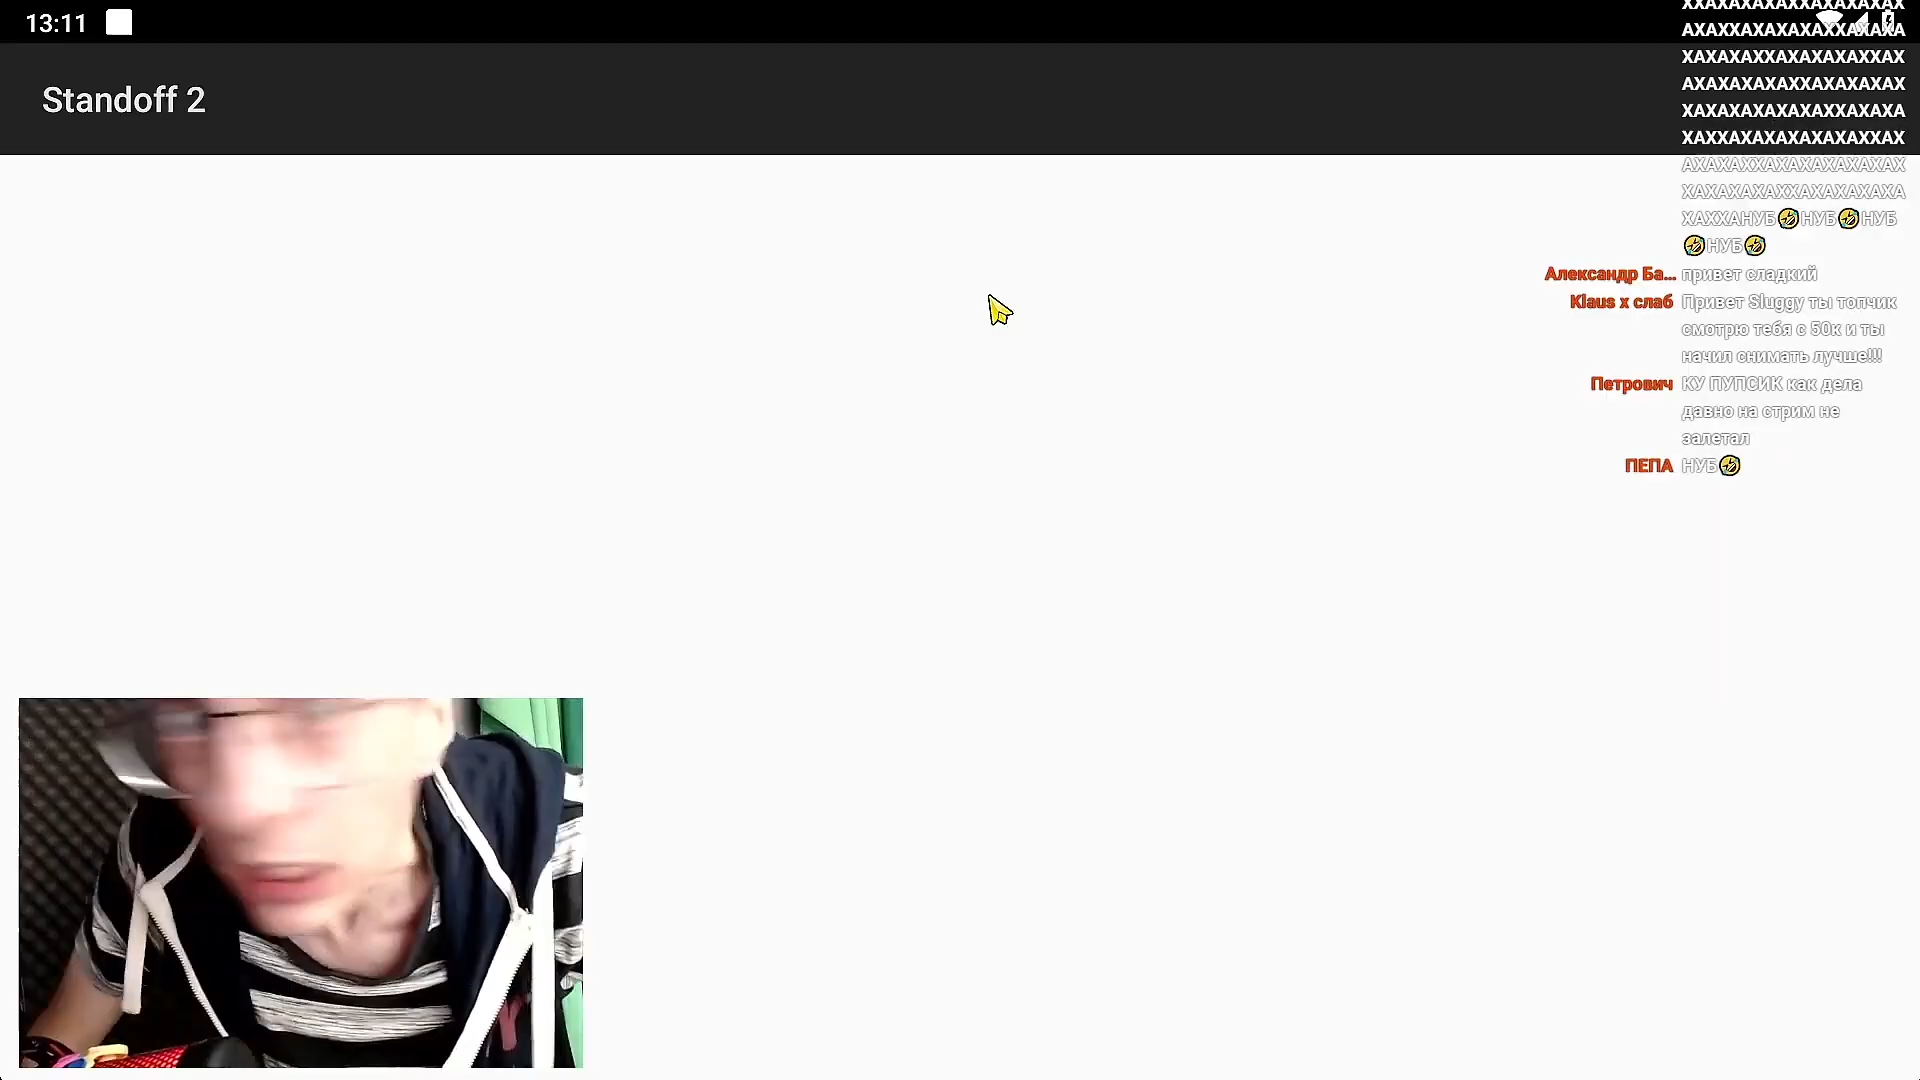 13:11
Standoff 2
ХХАХАХАХХАХАХАХАХАХ
АХАХХАХАХАХАХХАХАХА
ХАХАХАХХАХАХАХАХХАХ
АХАХАХАХХАХАХАХАХАХ
ХАХАХАХАХАХАХХАХАХА
ХАХХАХАХАХАХАХАХХАХ
АХАХАХХАХАХАХАХАХАХ
ХАХАХАХАХХАХАХАХАХА
ХАХХАНУБ🤣НУБ🤣НУБ
🤣НУБ🤣
Александр Ба... привет сладкий
Klaus x слаб Привет Sluggy ты топчик
смотрю тебя с 50к и ты
начил снимать лучше!!!
Петрович КУ ПУПСИК как дела
давно на стрим не
залетал
ПЕПА НУБ🤣